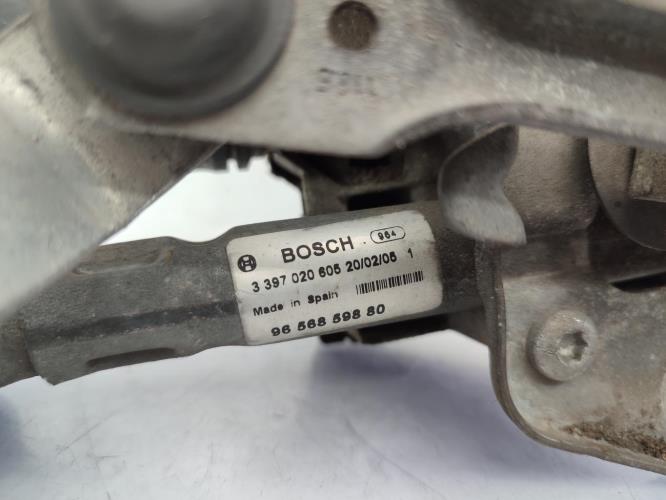 BOSCH 964
3 397 020 605 20/02/06 1
Made in Spain
96 568 598 80